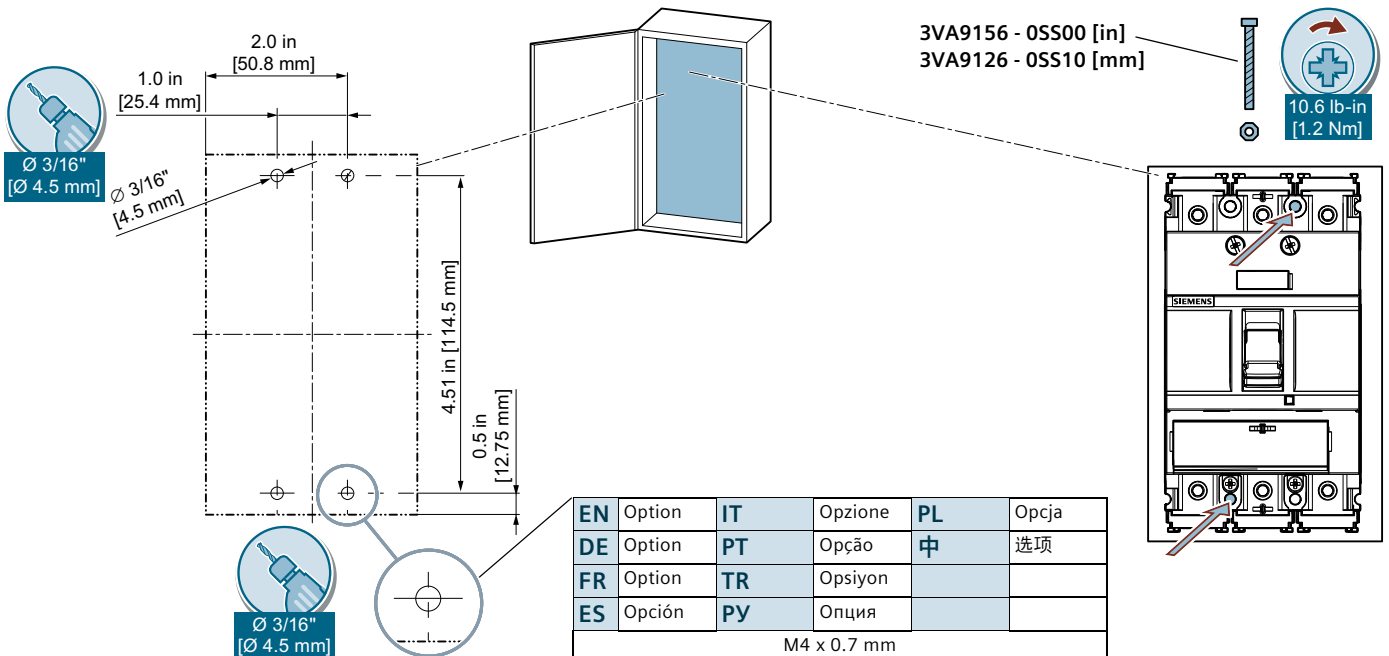 2.0 in
[50.8 mm]
1.0 in
[25.4 mm]
Ø 3/16"
[Ø 4.5 mm]
Ø 3/16"
[4.5 mm]
4.51 in [114.5 mm]
0.5 in
[12.75 mm]
Ø 3/16"
[Ø 4.5 mm]
3VA9156 - 0SS00 [in]
3VA9126 - 0SS10 [mm]
10.6 lb-in
[1.2 Nm]
SIEMENS
EN Option IT Opzione PL Opcja
DE Option PT Opção 中 选项
FR Option TR Opsiyon
ES Opción РУ Опция
M4 x 0.7 mm